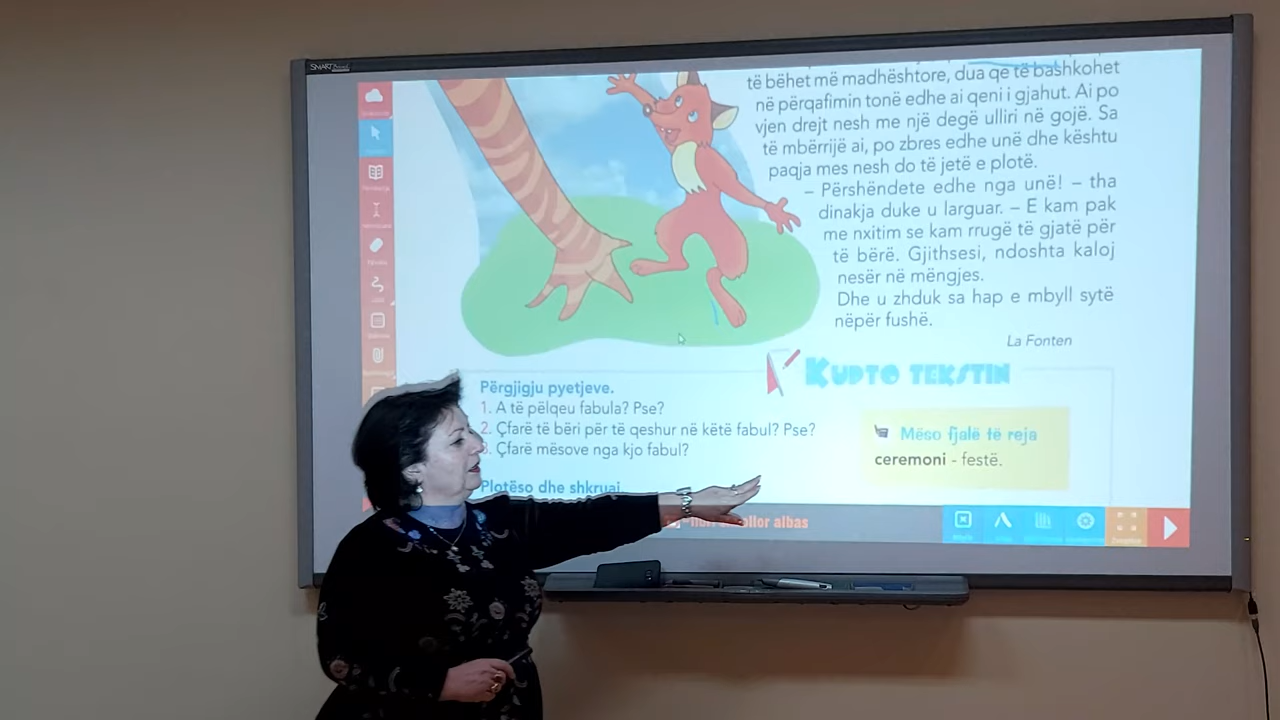 SMART
të bëhet më madhështore, dua qe të bashkohet
në përqafimin tonë edhe ai qeni i gjahut. Ai po
vjen drejt nesh me një degë ulliri në gojë. Sa
të mbërrijë ai, po zbres edhe unë dhe kështu
paqja mes nesh do të jetë e plotë.
– Përshëndete edhe nga unë! – tha
dinakja duke u larguar. – E kam pak
me nxitim se kam rrugë të gjatë për
të bërë. Gjithsesi, ndoshta kaloj
nesër në mëngjes.
Dhe u zhduk sa hap e mbyll sytë
nëpër fushë.
La Fonten
KUPTO TEKSTIN
Përgjigju pyetjeve.
1. A të pëlqeu fabula? Pse?
2. Çfarë të bëri për të qeshur në këtë fabul? Pse?
3. Çfarë mësove nga kjo fabul?
Mëso fjalë të reja
ceremoni - festë.
Plotëso dhe shkruaj
albas